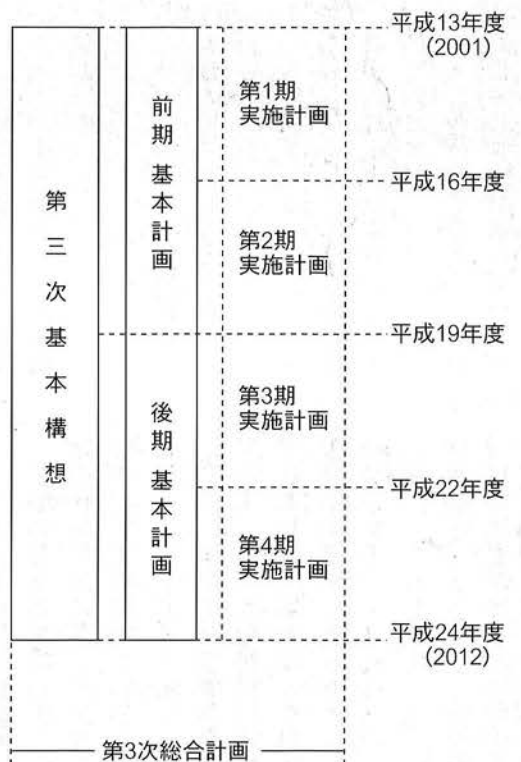 第三次基本構想
前期 基本計画
後期 基本計画
第1期
実施計画
第2期
実施計画
第3期
実施計画
第4期
実施計画
平成13年度
(2001)
平成16年度
平成19年度
平成22年度
平成24年度
(2012)
第3次総合計画